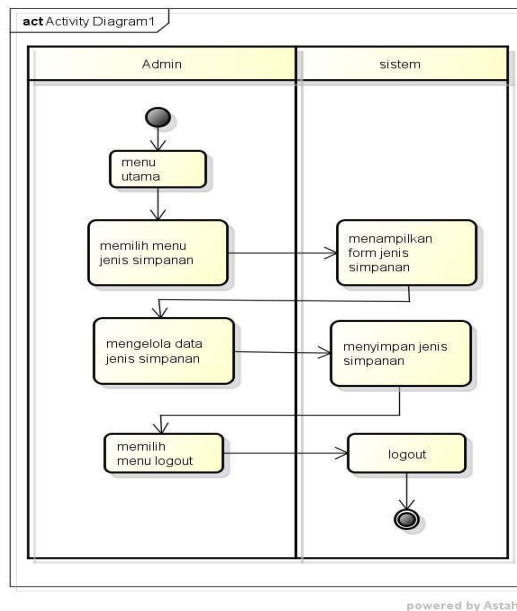 act Activity Diagram1
Admin
sistem
menu
utama
memilih menu
jenis simpanan
menampilkan
form jenis
simpanan
mengelola data
jenis simpanan
menyimpan jenis
simpanan
memilih
menu logout
logout
powered by Astah